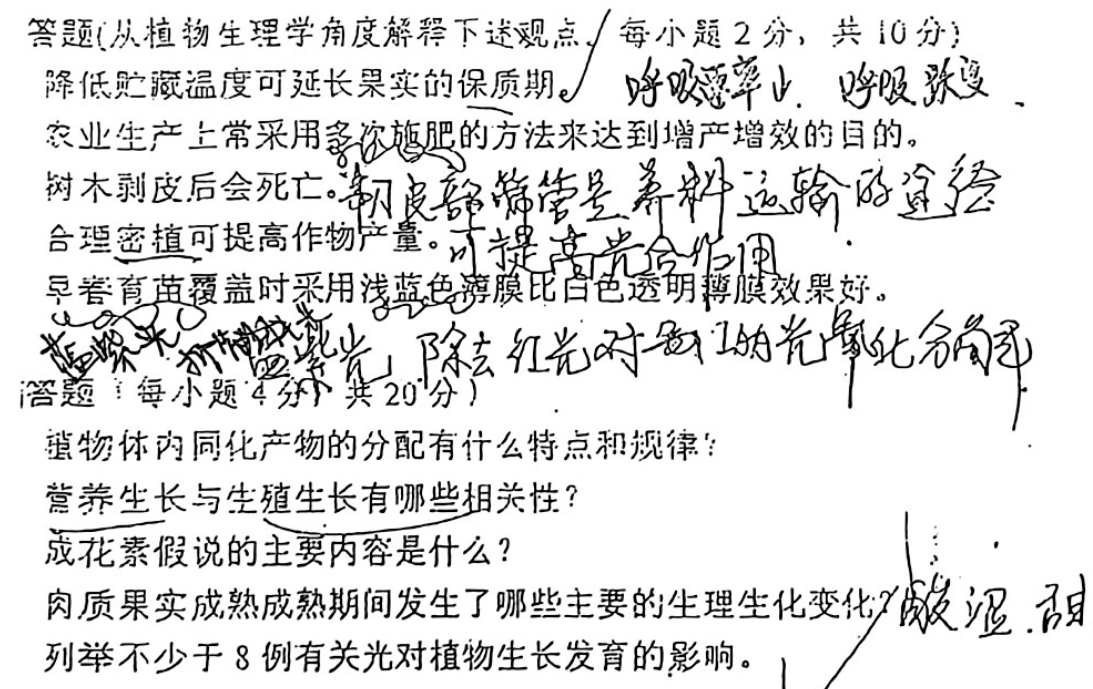 答题(从植物生理学角度解释下述观点, 每小题2分, 共10分)
降低贮藏温度可延长果实的保质期。 呼吸 率 呼吸跃变.
农业生产上常采用多次施肥的方法来达到增产增效的目的。
树木剥皮后会死亡。韧皮部筛管是养料运输的途径
合理密植可提高作物产量。可提高光合作用.
早春育苗覆盖时采用浅蓝色薄膜比白色透明薄膜效果好。
蓝紫光, 除去红光对 的光氧化分解
答题(每小题4分, 共20分)
植物体内同化产物的分配有什么特点和规律?
营养生长与生殖生长有哪些相关性?
成花素假说的主要内容是什么?
肉质果实成熟成熟期间发生了哪些主要的生理生化变化? 酸涩.甜
列举不少于8例有关光对植物生长发育的影响。